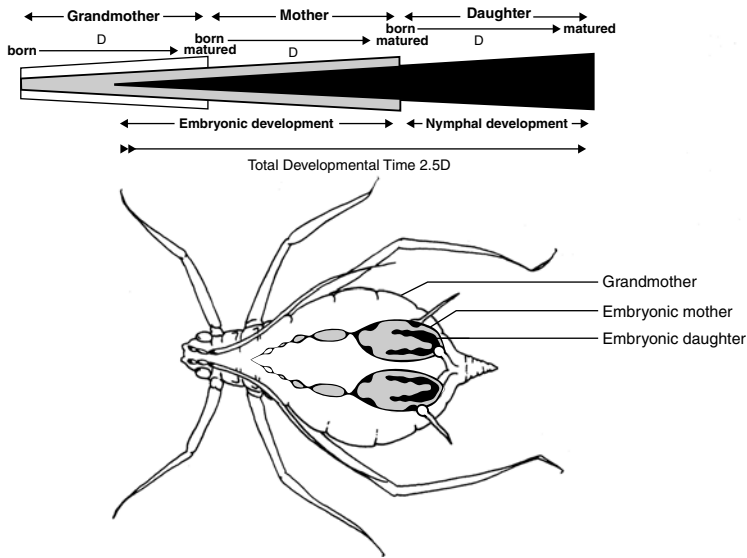 Grandmother Mother Daughter
D born D born D
born matured matured matured
Embryonic development Nymphal development
Total Developmental Time 2.5D
Grandmother
Embryonic mother
Embryonic daughter